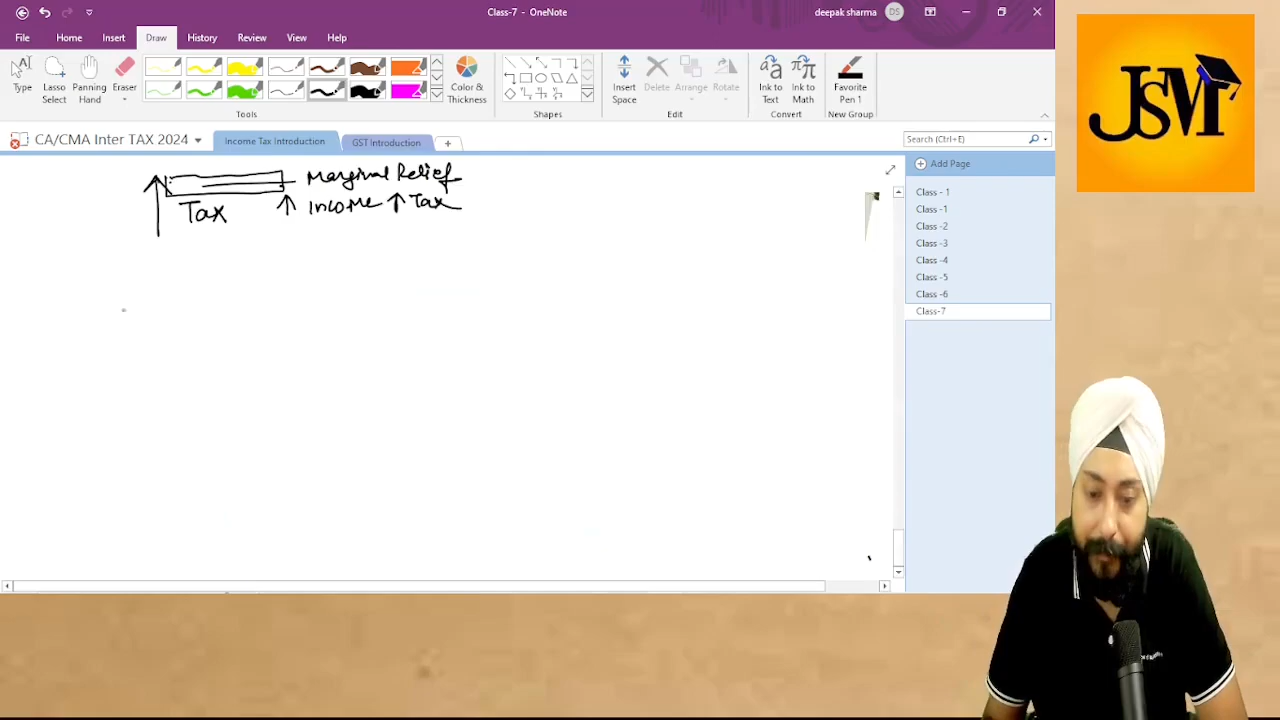 Class-7 - OneNote
deepak sharma
DS
File
Home
Insert
Draw
History
Review
View
Help
Type
Lasso Select
Panning Hand
Eraser
Color & Thickness
Insert Space
Delete
Arrange
Rotate
Ink to Text
Ink to Math
Favorite Pen 1
Tools
Shapes
Edit
Convert
New Group
CA/CMA Inter TAX 2024
Income Tax Introduction
GST Introduction
Search (Ctrl+E)
Add Page
Class - 1
Class -1
Class -2
Class -3
Class -4
Class -5
Class -6
Class-7
Marginal Relief
Tax ↑ Income ↑ Tax
JSM